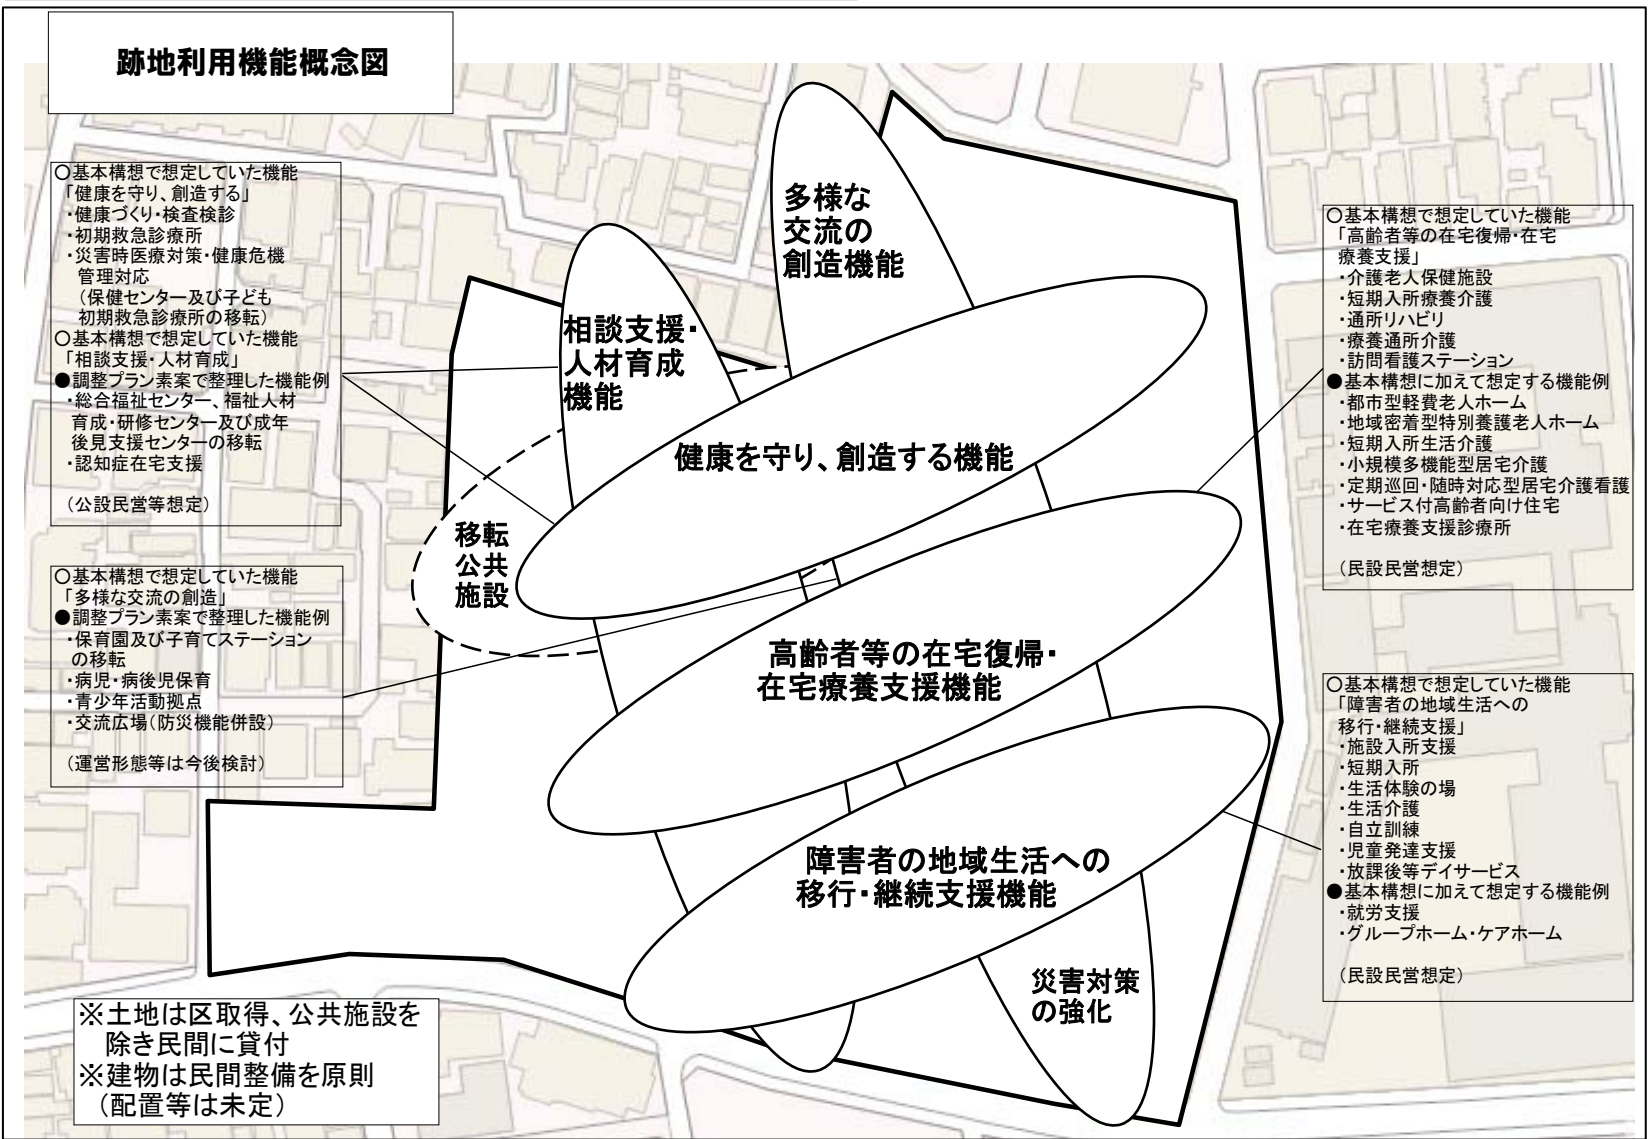 跡地利用機能概念図
○基本構想で想定していた機能
「健康を守り、創造する」
・健康づくり・検査検診
・初期救急診療所
・災害時医療対策・健康危機
管理対応
（保健センター及び子ども
初期救急診療所の移転）
○基本構想で想定していた機能
「相談支援・人材育成」
●調整プラン素案で整理した機能例
・総合福祉センター、福祉人材
育成・研修センター及び成年
後見支援センターの移転
・認知症在宅支援
（公設民営等想定）
○基本構想で想定していた機能
「多様な交流の創造」
●調整プラン素案で整理した機能例
・保育園及び子育てステーション
の移転
・病児・病後児保育
・青少年活動拠点
・交流広場（防災機能併設）
（運営形態等は今後検討）
多様な
交流の
創造機能
相談支援・
人材育成
機能
健康を守り、創造する機能
移転
公共
施設
高齢者等の在宅復帰・
在宅療養支援機能
障害者の地域生活への
移行・継続支援機能
災害対策
の強化
○基本構想で想定していた機能
「高齢者等の在宅復帰・在宅
療養支援」
・介護老人保健施設
・短期入所療養介護
・通所リハビリ
・療養通所介護
・訪問看護ステーション
●基本構想に加えて想定する機能例
・都市型軽費老人ホーム
・地域密着型特別養護老人ホーム
・短期入所生活介護
・小規模多機能型居宅介護
・定期巡回・随時対応型居宅介護看護
・サービス付高齢者向け住宅
・在宅療養支援診療所
（民設民営想定）
○基本構想で想定していた機能
「障害者の地域生活への
移行・継続支援」
・施設入所支援
・短期入所
・生活体験の場
・生活介護
・自立訓練
・児童発達支援
・放課後等デイサービス
●基本構想に加えて想定する機能例
・就労支援
・グループホーム・ケアホーム
（民設民営想定）
※土地は区取得、公共施設を
除き民間に貸付
※建物は民間整備を原則
（配置等は未定）